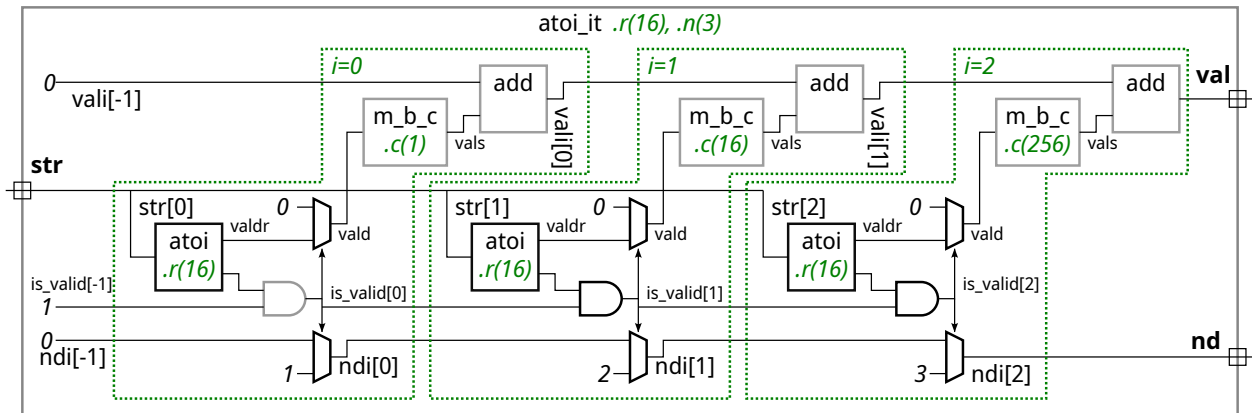 atoi_it .r(16), .n(3)
i=0
i=1
i=2
0
vali[-1]
add
add
add
val
m_b_c
.c(1)
vals
vali[0]
m_b_c
.c(16)
vals
vali[1]
m_b_c
.c(256)
vals
str
str[0]
0
str[1]
0
str[2]
0
atoi
.r(16)
valdr
vald
atoi
.r(16)
valdr
vald
atoi
.r(16)
valdr
vald
is_valid[-1]
1
is_valid[0]
is_valid[1]
is_valid[2]
0
ndi[-1]
nd
1
ndi[0]
2
ndi[1]
3
ndi[2]